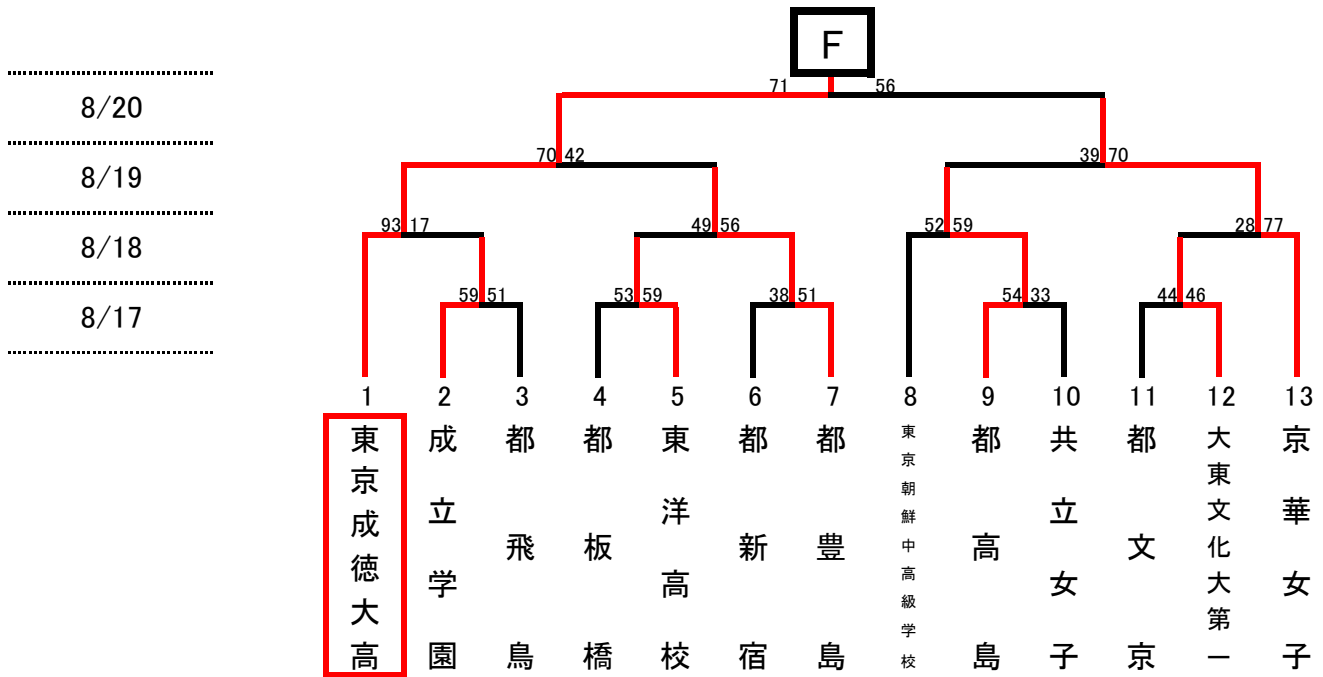 F
71 56
8/20
70 42 39 70
8/19
93 17 49 56 52 59 28 77
8/18
59 51 53 59 38 51 54 33 44 46
8/17
1 2 3 4 5 6 7 8 9 10 11 12 13
東京成徳大高
成立学園
都飛鳥
都板橋
東洋高校
都新宿
都豊島
東京朝鮮中高級学校
都高島
共立女子
都文京
大東文化大第一
京華女子